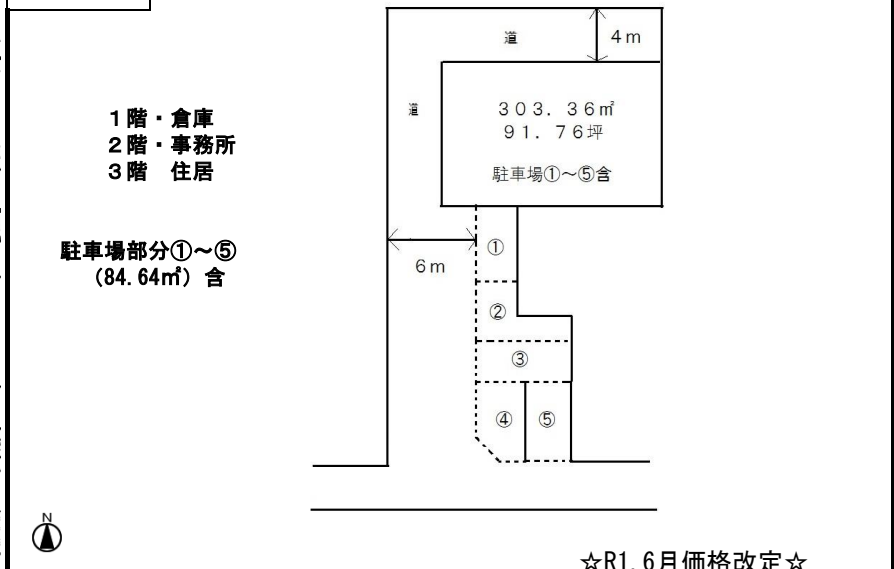 道
4m
道
303.36㎡
91.76坪
駐車場①～⑤含
1階・倉庫
2階・事務所
3階　住居
駐車場部分①～⑤
(84.64㎡) 含
6m
①
②
③
④
⑤
N
☆R1.6月価格改定☆